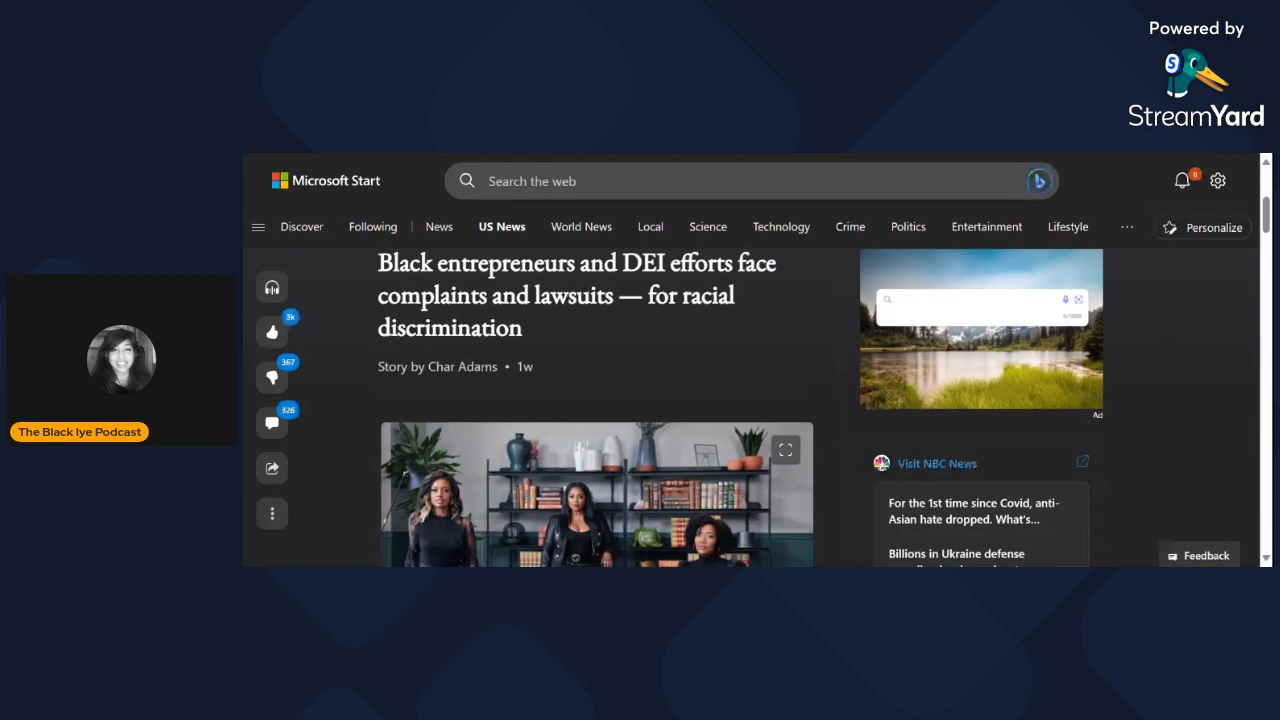 Powered by
StreamYard
Microsoft Start
Search the web
8
Discover
Following
News
US News
World News
Local
Science
Technology
Crime
Politics
Entertainment
Lifestyle
Personalize
Black entrepreneurs and DEI efforts face
complaints and lawsuits — for racial
discrimination
Story by Char Adams • 1w
3k
367
326
Ad
Visit NBC News
For the 1st time since Covid, anti-
Asian hate dropped. What's...
Billions in Ukraine defense
Feedback
The Black Iye Podcast